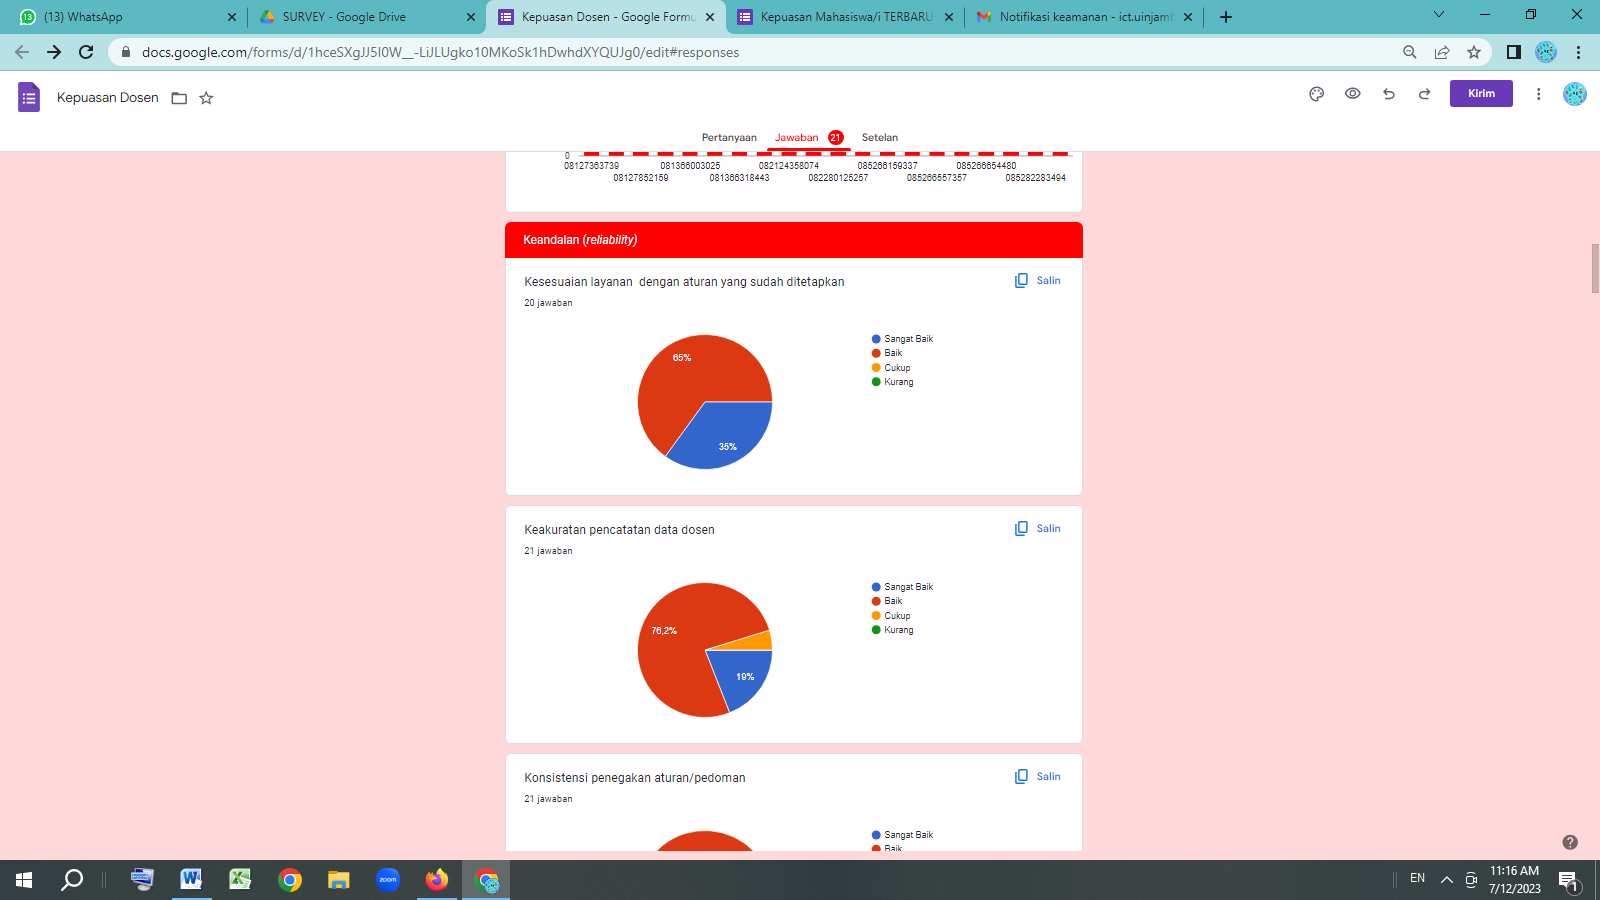 (13) WhatsApp
SURVEY - Google Drive
Kepuasan Dosen - Google Formu
Kepuasan Mahasiswa/i TERBARU
Notifikasi keamanan - ict.uinjamb
docs.google.com/forms/d/1hceSXgJJ5I0W__-LiJLUgko10MKoSk1hDwhdXYQUJg0/edit#responses
Kepuasan Dosen
Kirim
Pertanyaan
Jawaban 21
Setelan
0
08127363739
081366003025
082124358074
085266159337
085266654480
08127852159
081366318443
082280125257
085266557357
085282283494
Keandalan (reliability)
Kesesuaian layanan dengan aturan yang sudah ditetapkan
Salin
20 jawaban
Sangat Baik
Baik
Cukup
Kurang
65%
35%
Keakuratan pencatatan data dosen
Salin
21 jawaban
Sangat Baik
Baik
Cukup
Kurang
76,2%
19%
Konsistensi penegakan aturan/pedoman
Salin
21 jawaban
Sangat Baik
Baik
zoom
EN
11:16 AM
7/12/2023
1